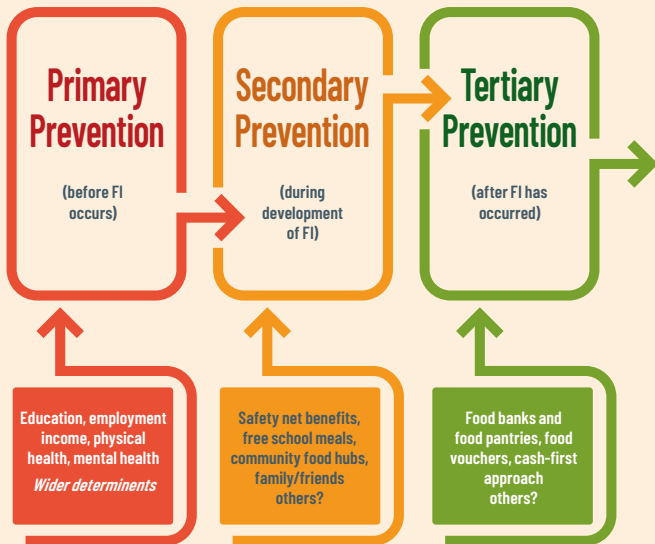 Primary
Prevention
(before FI
occurs)
Secondary
Prevention
(during
development
of FI)
Tertiary
Prevention
(after FI has
occurred)
Education, employment
income, physical
health, mental health
Wider determinents
Safety net benefits,
free school meals,
community food hubs,
family/friends
others?
Food banks and
food pantries, food
vouchers, cash-first
approach
others?